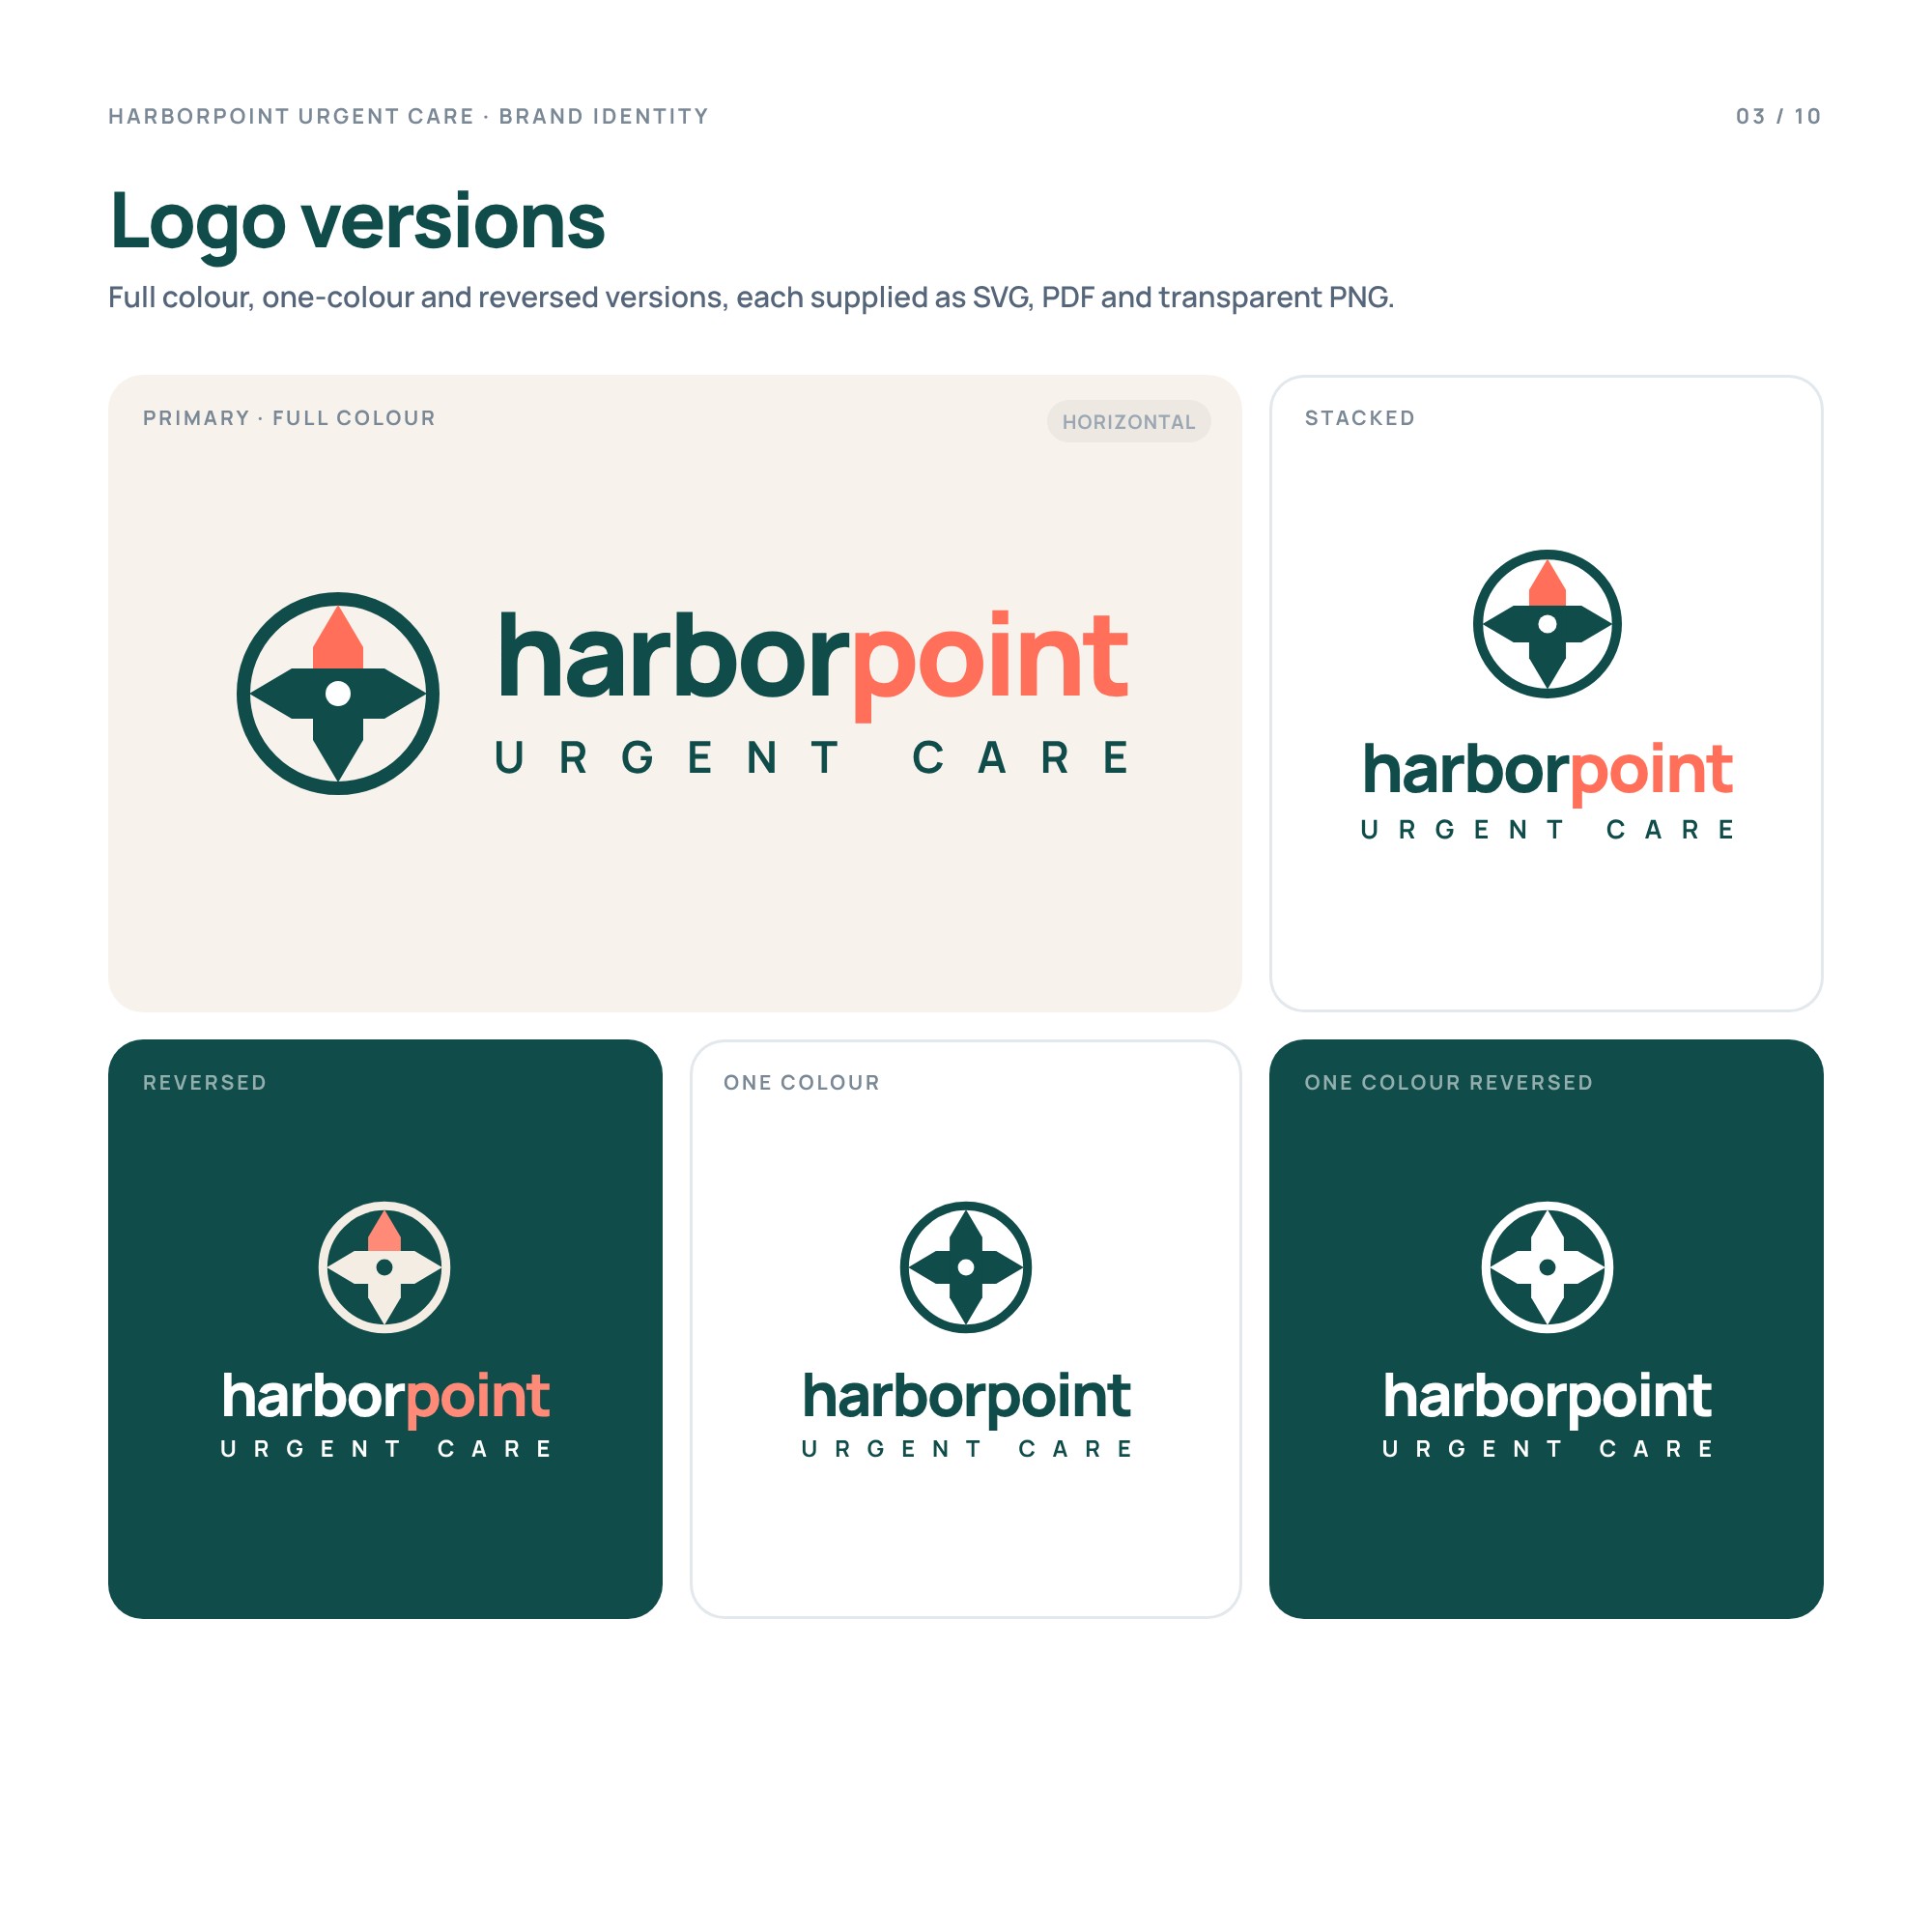 HARBORPOINT URGENT CARE · BRAND IDENTITY
03 / 10
Logo versions
Full colour, one-colour and reversed versions, each supplied as SVG, PDF and transparent PNG.
PRIMARY · FULL COLOUR
HORIZONTAL
harborpoint
URGENT CARE
STACKED
harborpoint
URGENT CARE
REVERSED
harborpoint
URGENT CARE
ONE COLOUR
harborpoint
URGENT CARE
ONE COLOUR REVERSED
harborpoint
URGENT CARE